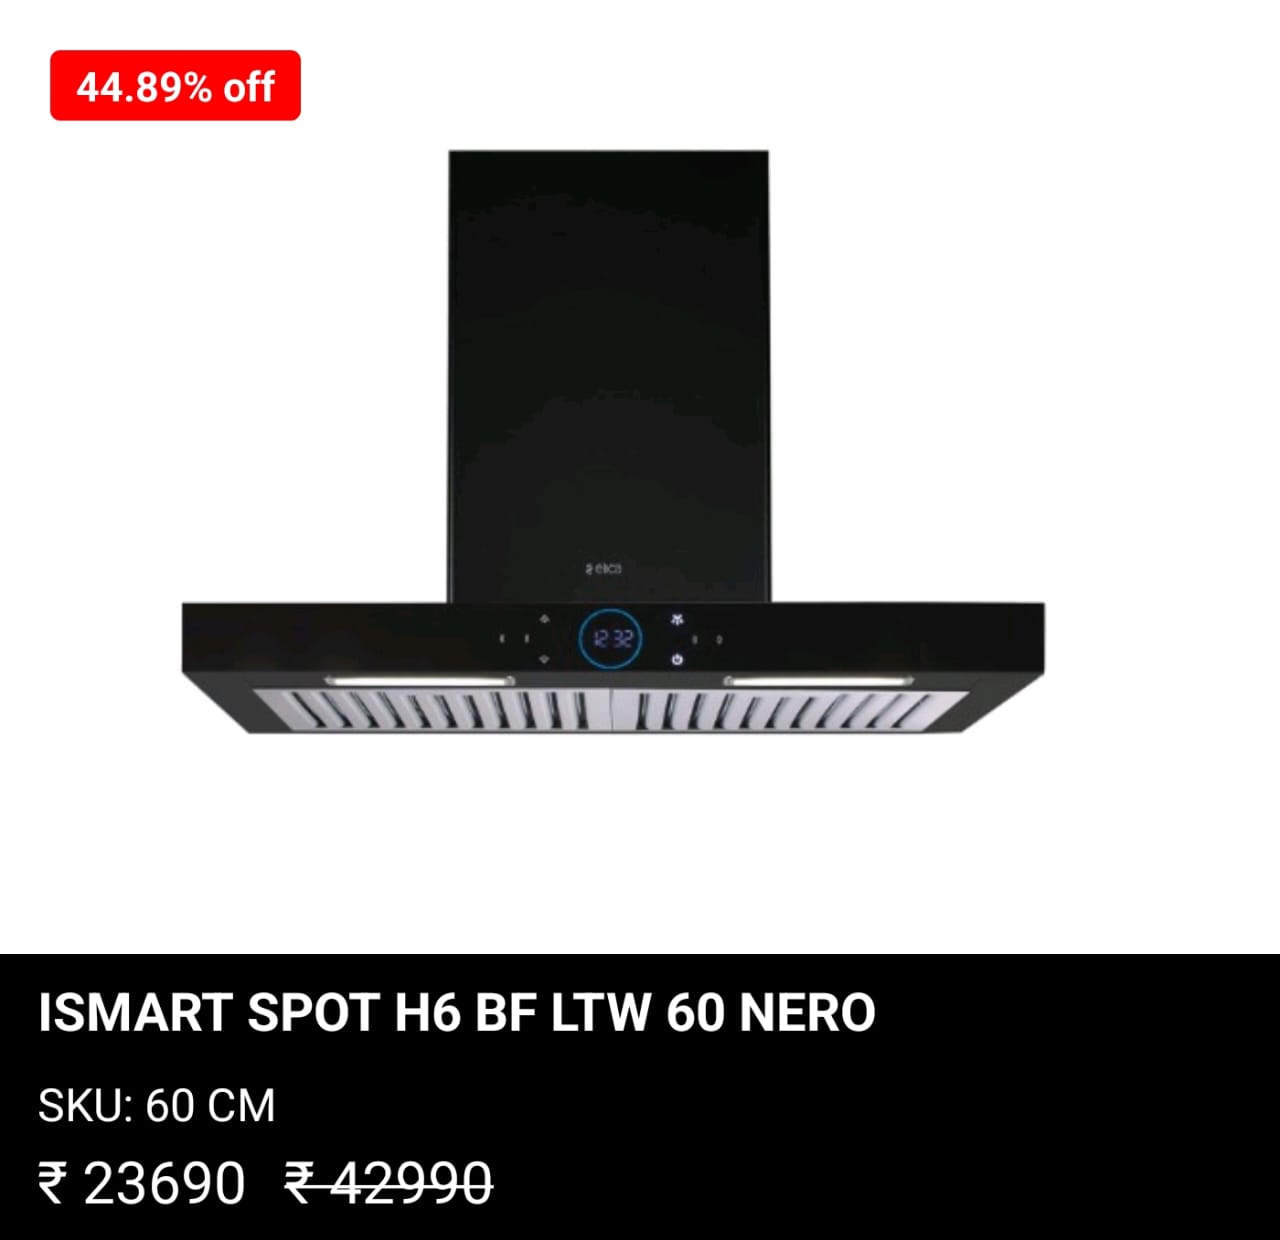 44.89% off
elica
12:32
ISMART SPOT H6 BF LTW 60 NERO
SKU: 60 CM
₹ 23690 ₹ 42990